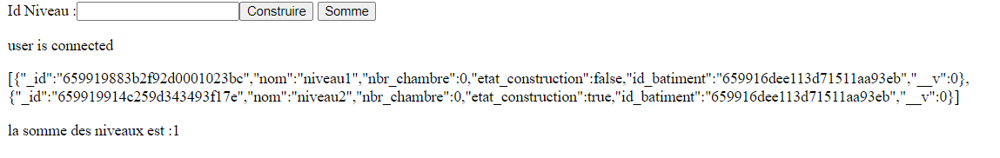 Id Niveau : Construire Somme
user is connected
[{"_id":"659919883b2f92d0001023bc","nom":"niveau1","nbr_chambre":0,"etat_construction":false,"id_batiment":"659916dee113d71511aa93eb","__v":0},
{"_id":"659919914c259d343493f17e","nom":"niveau2","nbr_chambre":0,"etat_construction":true,"id_batiment":"659916dee113d71511aa93eb","__v":0}]
la somme des niveaux est :1